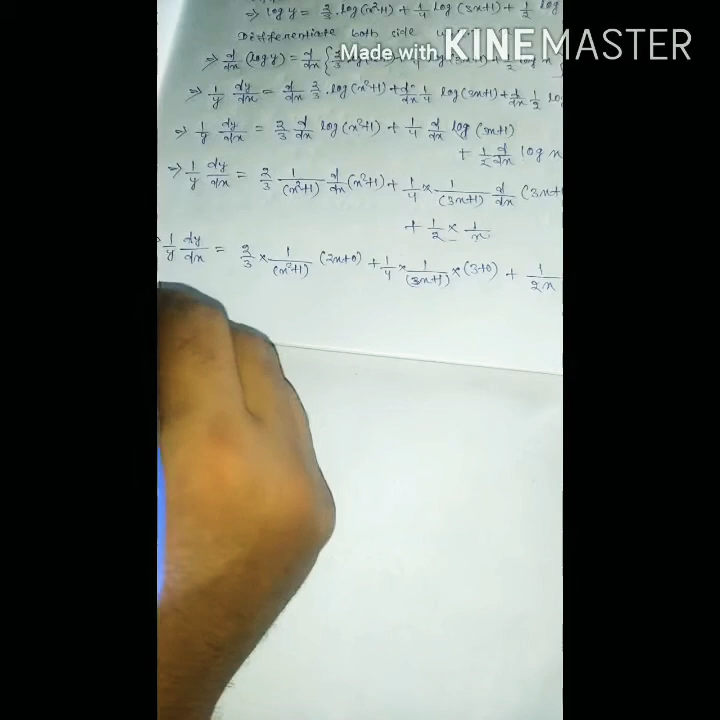 ⇒ log y = 2/3 . log (x²+1) + 1/4 log (3x+1) + 1/2 log
Differentiate both side
Made with KINEMASTER
⇒ d/dx (log y) = d/dx {
⇒ 1/y dy/dx = d/dx 2/3 . log (x²+1) + d/dx 1/4 log (3x+1) + d/dx 1/2 log
⇒ 1/y dy/dx = 2/3 d/dx log (x²+1) + 1/4 d/dx log (3x+1)
+ 1/2 d/dx log x
⇒ 1/y dy/dx = 2/3 1/(x²+1) d/dx (x²+1) + 1/4 × 1/(3x+1) d/dx (3x+
+ 1/2 × 1/x
1/y dy/dx = 2/3 × 1/(x²+1) (2x+0) + 1/4 × 1/(3x+1) × (3+0) + 1/2x